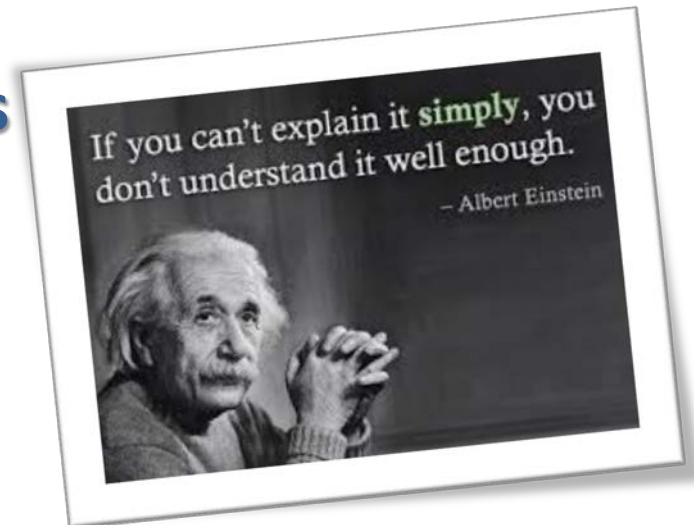 s
If you can't explain it simply, you
don't understand it well enough.
– Albert Einstein